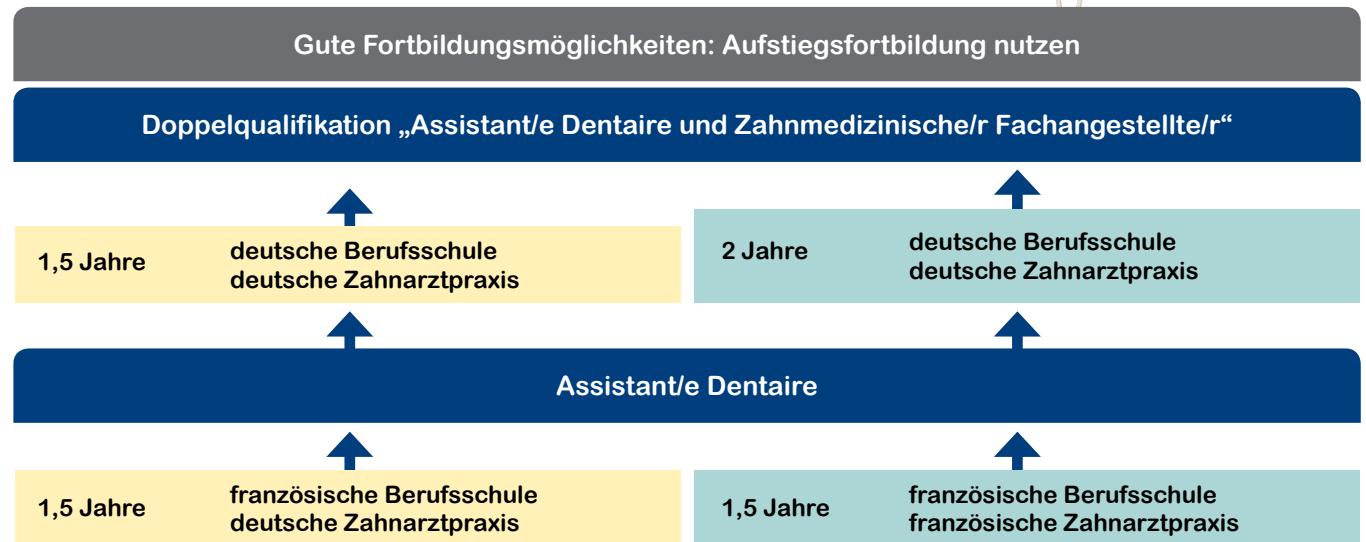 Gute Fortbildungsmöglichkeiten: Aufstiegsfortbildung nutzen
Doppelqualifikation „Assistant/e Dentaire und Zahnmedizinische/r Fachangestellte/r“
1,5 Jahre
deutsche Berufsschule
deutsche Zahnarztpraxis
2 Jahre
deutsche Berufsschule
deutsche Zahnarztpraxis
Assistant/e Dentaire
1,5 Jahre
französische Berufsschule
deutsche Zahnarztpraxis
1,5 Jahre
französische Berufsschule
französische Zahnarztpraxis